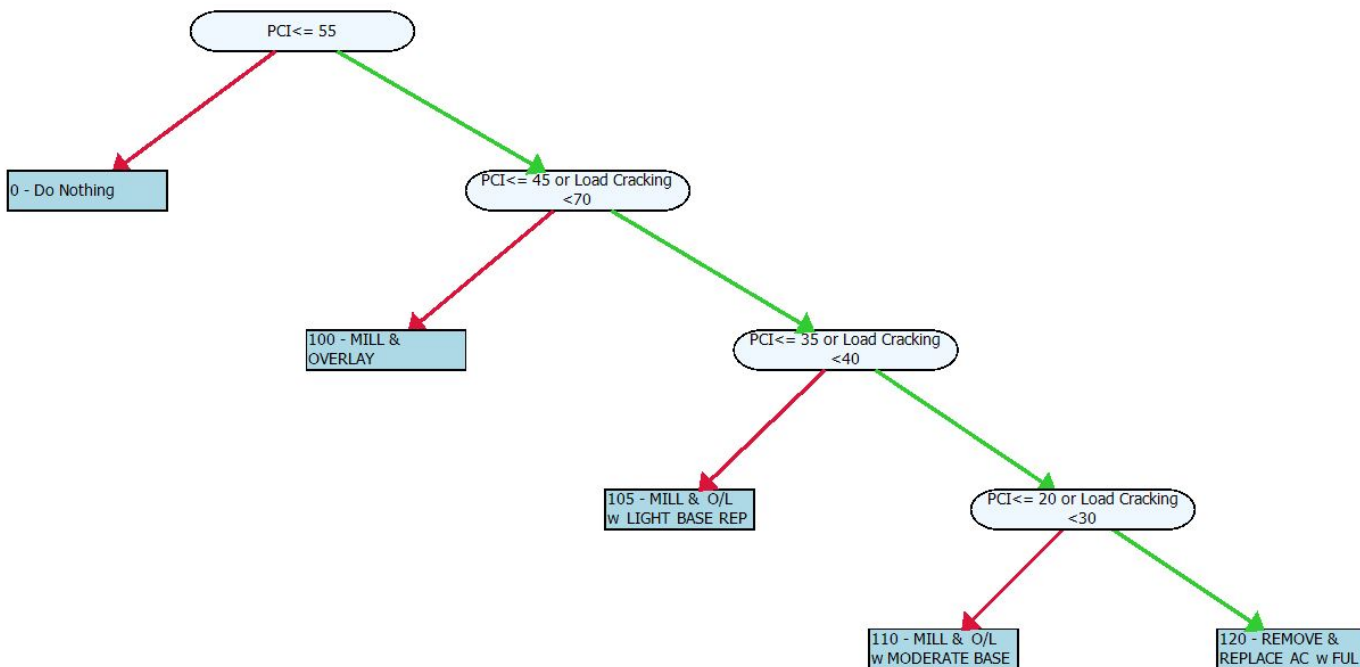 PCI<= 55
0 - Do Nothing
PCI<= 45 or Load Cracking
<70
100 - MILL &
OVERLAY
PCI<= 35 or Load Cracking
<40
105 - MILL & O/L
w LIGHT BASE REP
PCI<= 20 or Load Cracking
<30
110 - MILL & O/L
w MODERATE BASE
120 - REMOVE &
REPLACE AC w FUL